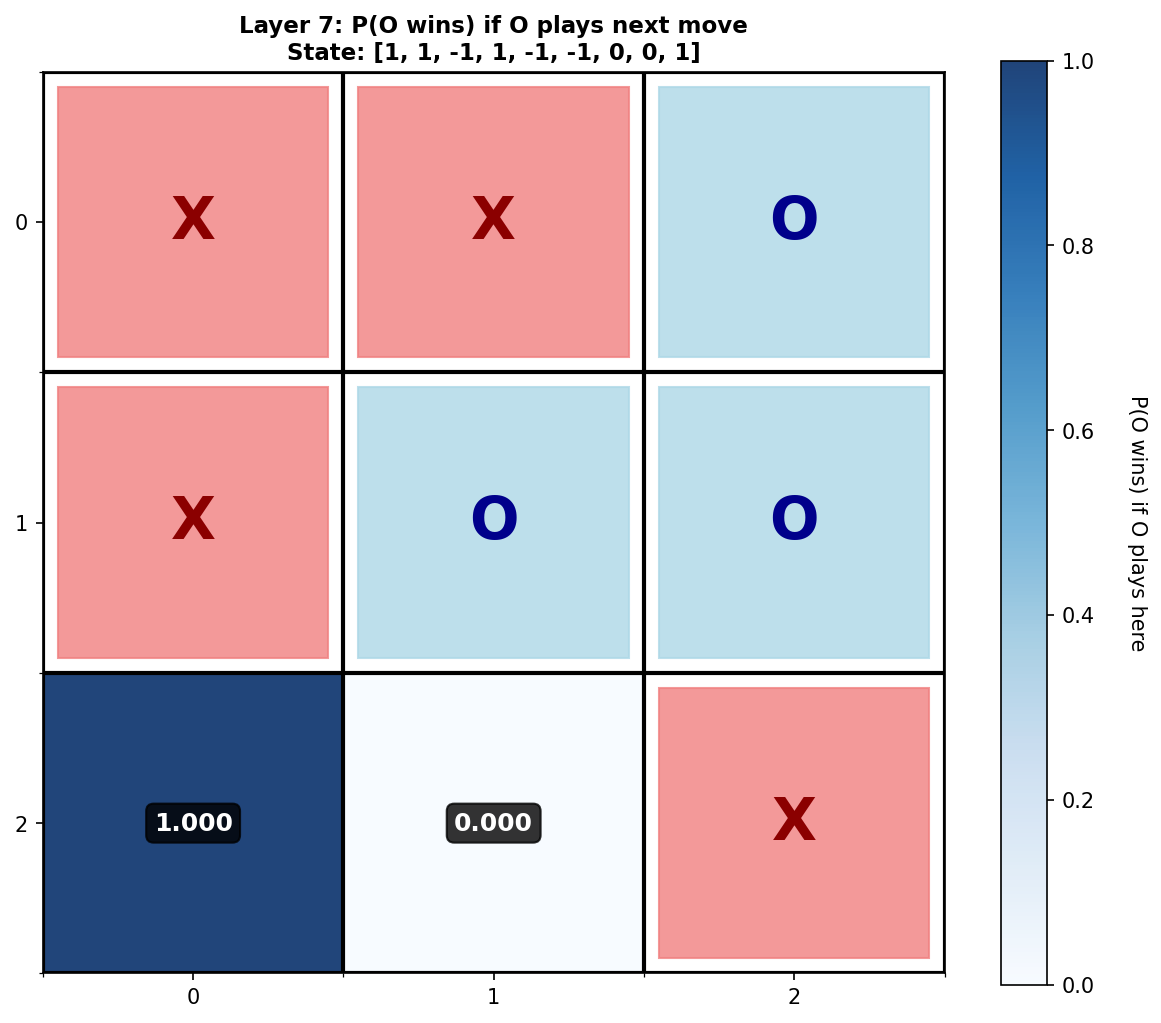 Layer 7: P(O wins) if O plays next move
State: [1, 1, -1, 1, -1, -1, 0, 0, 1]
0
X
X
O
1
X
O
O
2
1.000
0.000
X
0
1
2
1.0
0.8
0.6
0.4
0.2
0.0
P(O wins) if O plays here